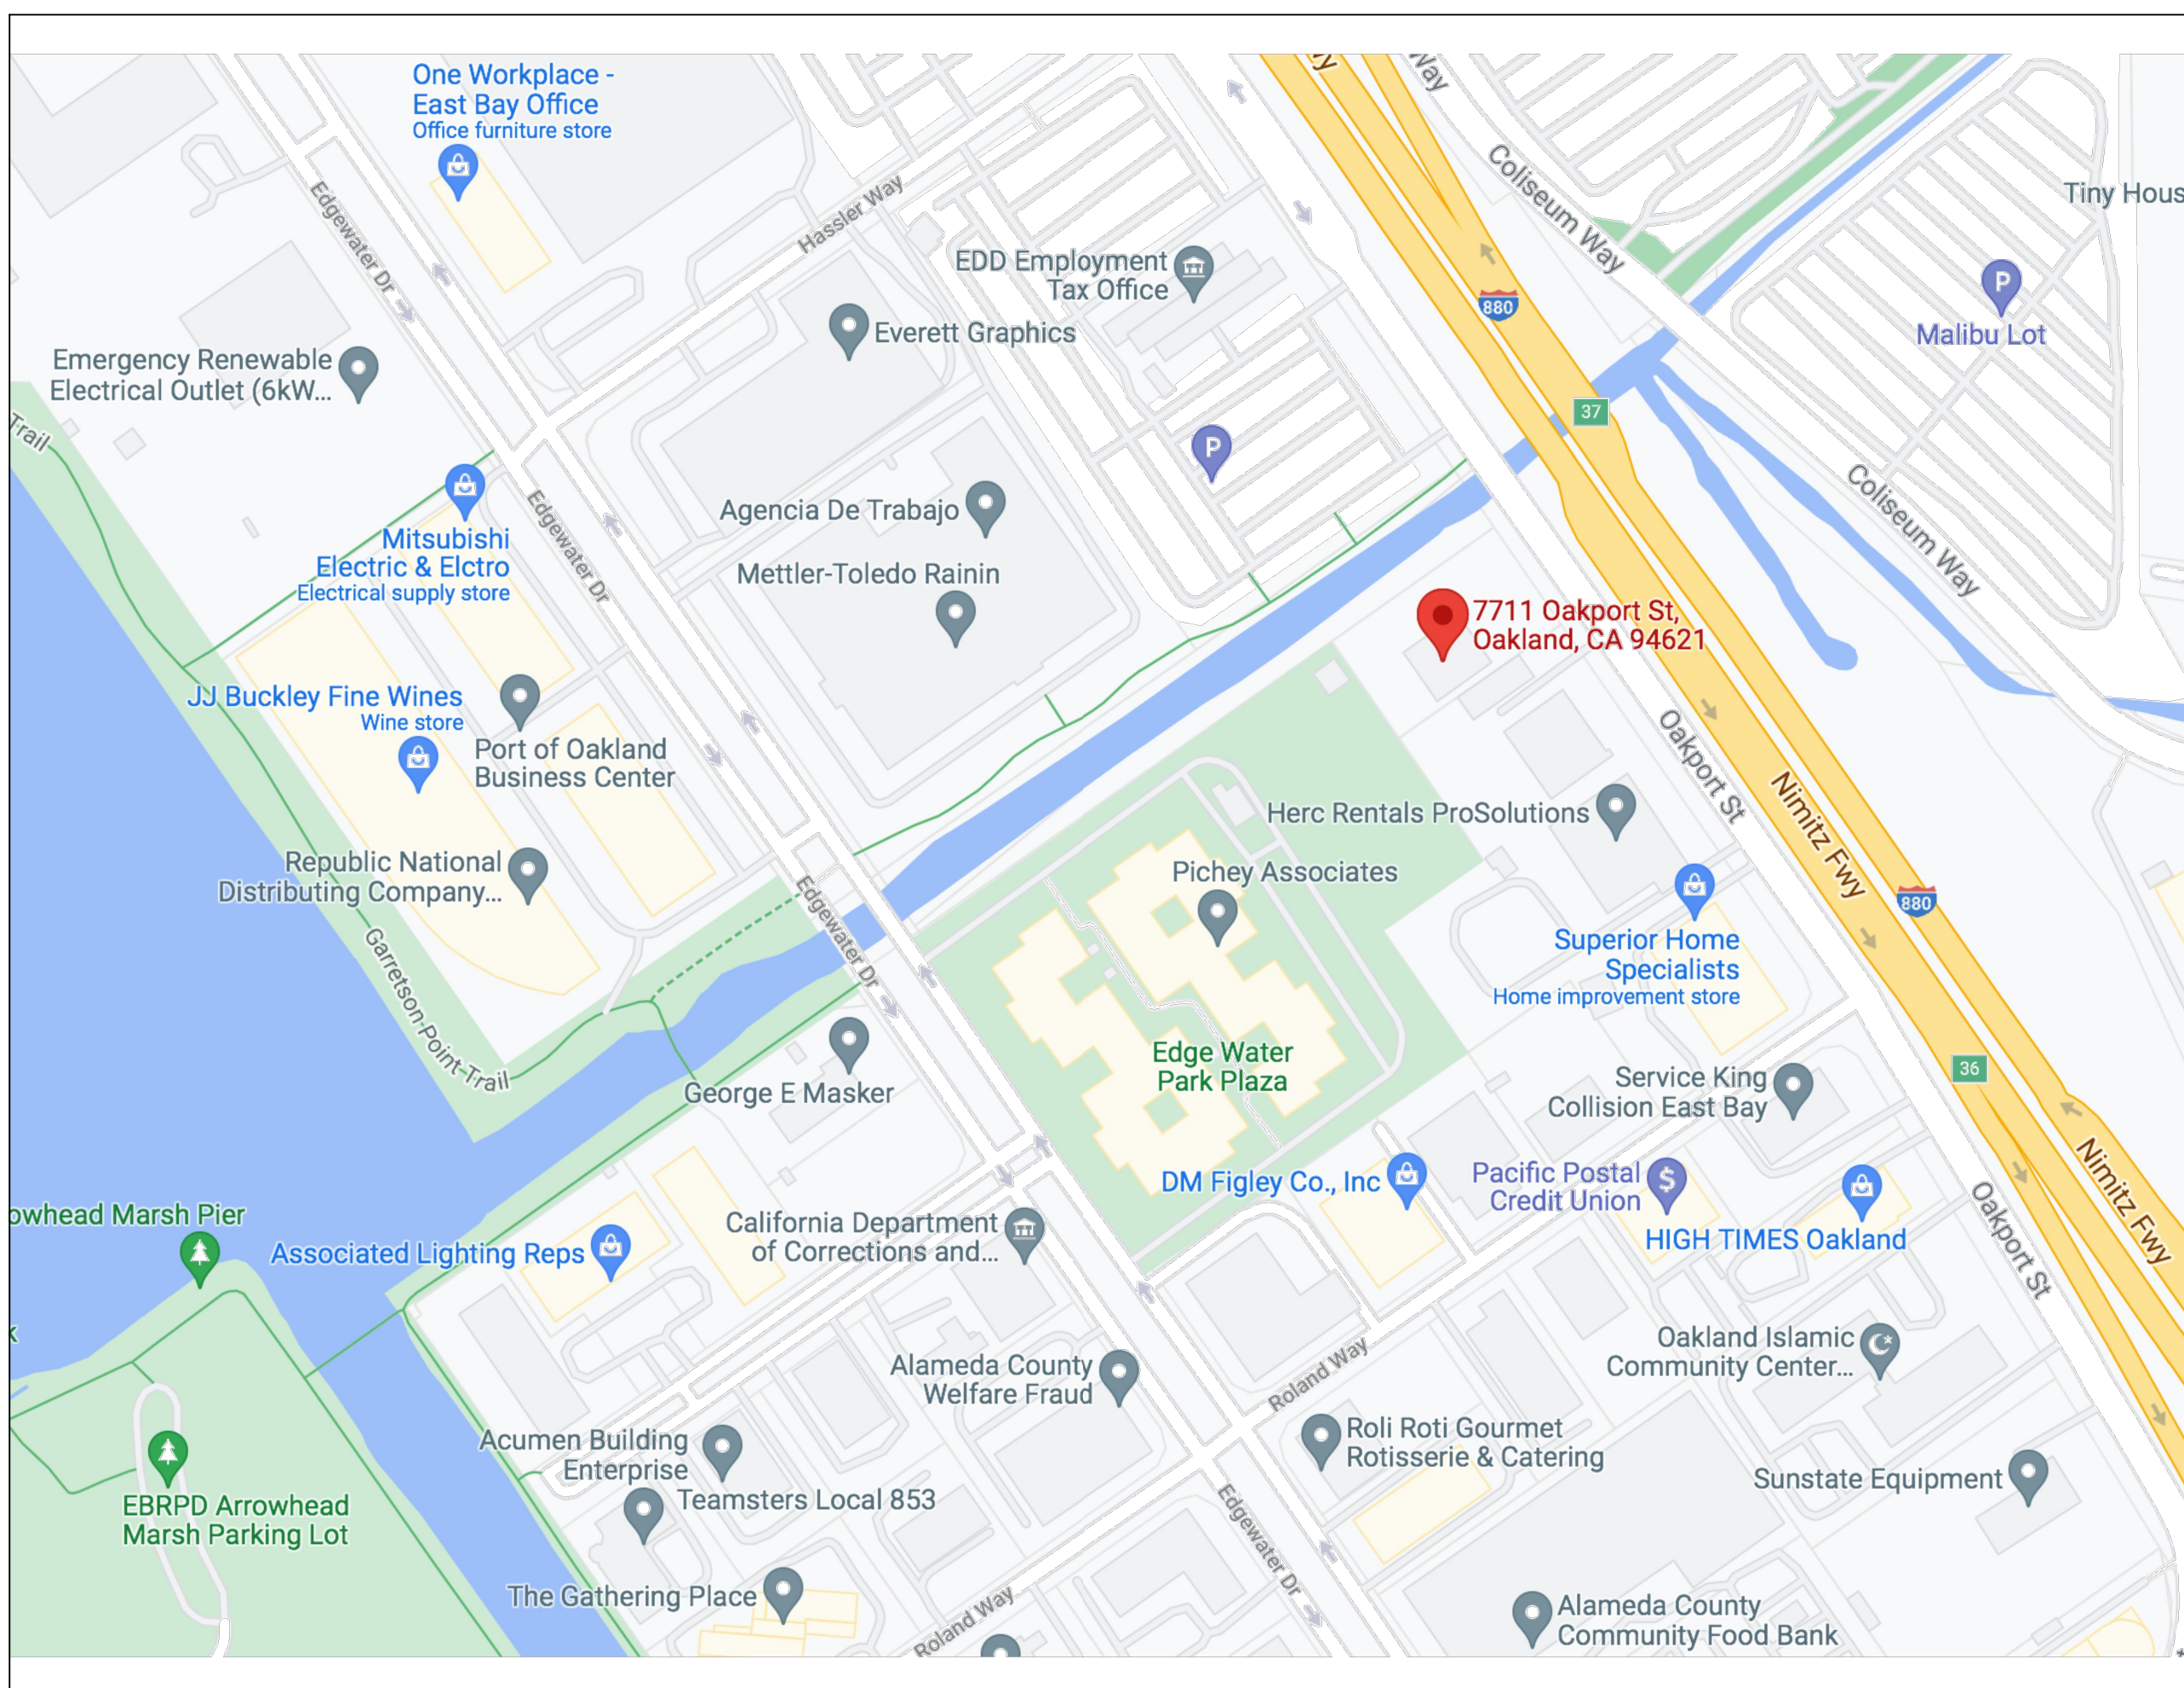 One Workplace -
East Bay Office
Office furniture store
Way
Coliseum Way
Tiny Hous
Edgewater Dr
Hassler Way
EDD Employment
Tax Office
880
Malibu Lot
P
Everett Graphics
Emergency Renewable
Electrical Outlet (6kW...
37
Trail
P
Coliseum Way
Mitsubishi
Electric & Elctro
Electrical supply store
Edgewater Dr
Agencia De Trabajo
Mettler-Toledo Rainin
7711 Oakport St,
Oakland, CA 94621
JJ Buckley Fine Wines
Wine store
Port of Oakland
Business Center
Oakport St
Nimitz Fwy
Herc Rentals ProSolutions
Republic National
Distributing Company...
Pichey Associates
880
Edgewater Dr
Garretson Point Trail
Superior Home
Specialists
Home improvement store
Edge Water
Park Plaza
36
George E Masker
Service King
Collision East Bay
Nimitz Fwy
DM Figley Co., Inc
Pacific Postal
Credit Union
$
HIGH TIMES Oakland
Oakport St
owhead Marsh Pier
Associated Lighting Reps
California Department
of Corrections and...
k
Alameda County
Welfare Fraud
Roland Way
Oakland Islamic
Community Center...
Acumen Building
Enterprise
Roli Roti Gourmet
Rotisserie & Catering
Teamsters Local 853
Sunstate Equipment
EBRPD Arrowhead
Marsh Parking Lot
Edgewater Dr
The Gathering Place
Roland Way
Alameda County
Community Food Bank